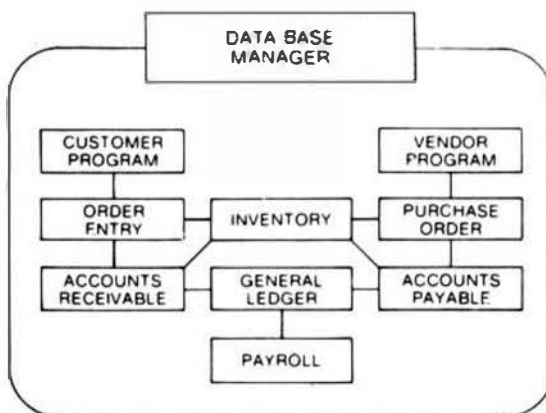 DATA BASE
MANAGER
CUSTOMER
PROGRAM
VENDOR
PROGRAM
ORDER
ENTRY
INVENTORY
PURCHASE
ORDER
ACCOUNTS
RECEIVABLE
GENERAL
LEDGER
ACCOUNTS
PAYABLE
PAYROLL